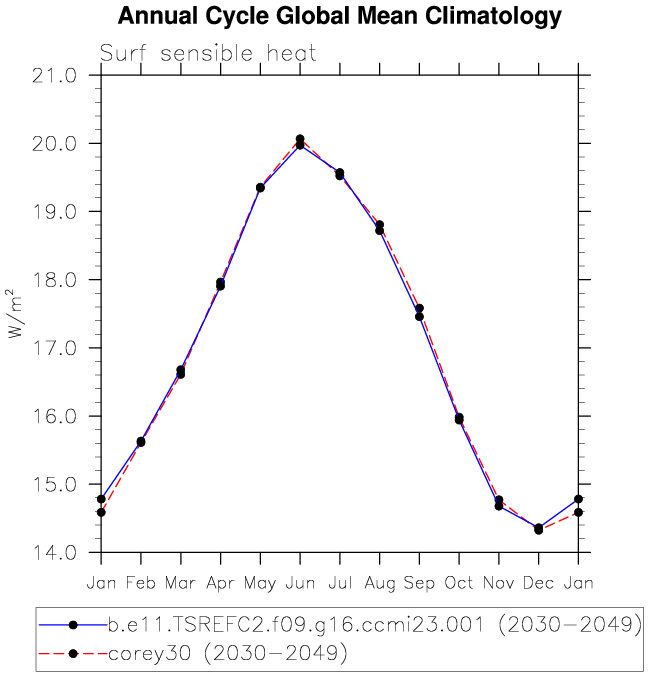 Annual Cycle Global Mean Climatology
Surf sensible heat
21.0
20.0
19.0
18.0
17.0
16.0
15.0
14.0
W/m²
Jan Feb Mar Apr May Jun Jul Aug Sep Oct Nov Dec Jan
b.e11.TSREFC2.f09.g16.ccmi23.001 (2030-2049)
corey30 (2030-2049)